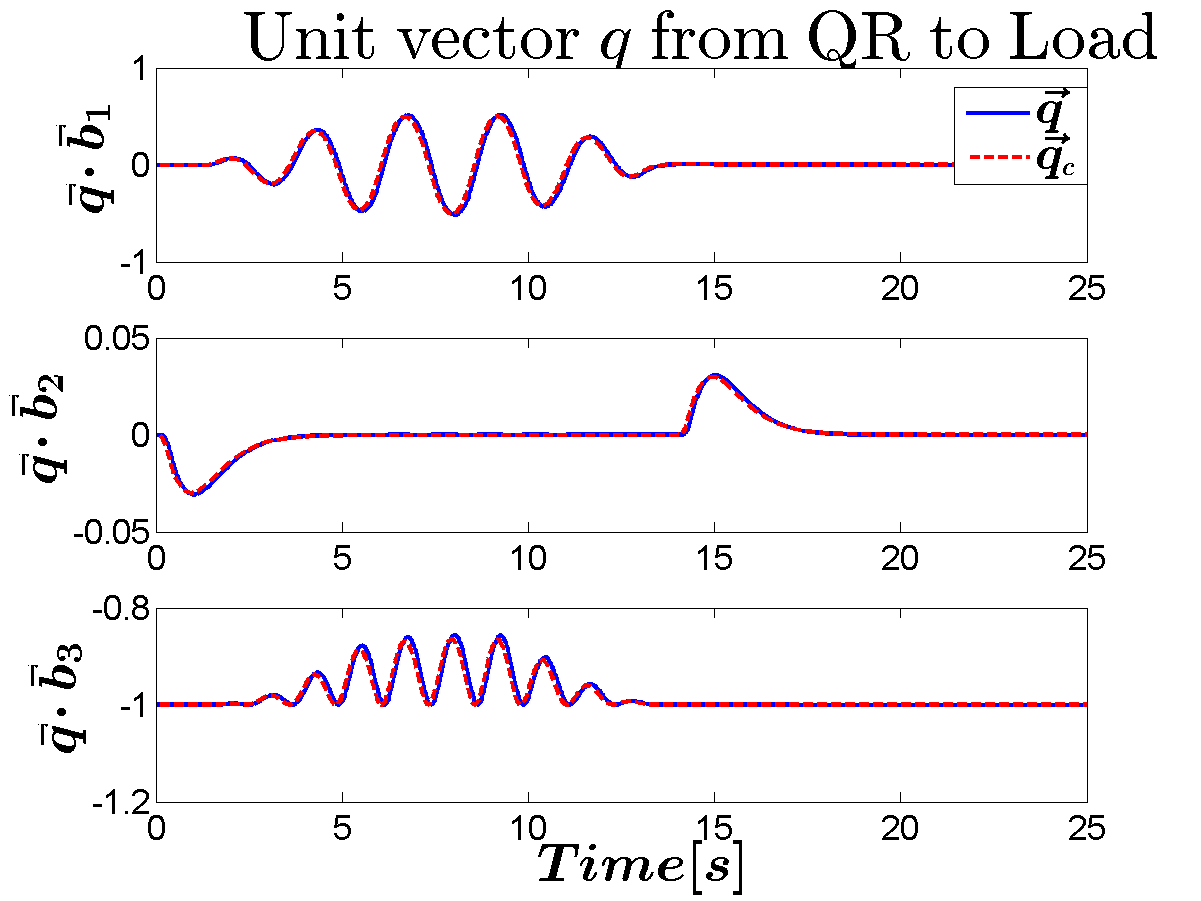 Unit vector q from QR to Load
1
0
-1
q⃗ · b⃗₁
q⃗
q⃗c
0 5 10 15 20 25
0.05
0
-0.05
q⃗ · b⃗₂
0 5 10 15 20 25
-0.8
-1
-1.2
q⃗ · b⃗₃
0 5 10 15 20 25
Time[s]